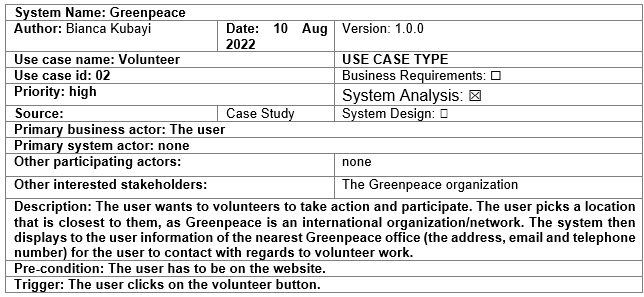 System Name: Greenpeace
Author: Bianca Kubayi
Date: 10 Aug
2022
Version: 1.0.0
Use case name: Volunteer
USE CASE TYPE
Use case id: 02
Business Requirements: ☐
Priority: high
System Analysis: ☒
Source:
Case Study
System Design: ☐
Primary business actor: The user
Primary system actor: none
Other participating actors:
none
Other interested stakeholders:
The Greenpeace organization
Description: The user wants to volunteers to take action and participate. The user picks a location
that is closest to them, as Greenpeace is an international organization/network. The system then
displays to the user information of the nearest Greenpeace office (the address, email and telephone
number) for the user to contact with regards to volunteer work.
Pre-condition: The user has to be on the website.
Trigger: The user clicks on the volunteer button.